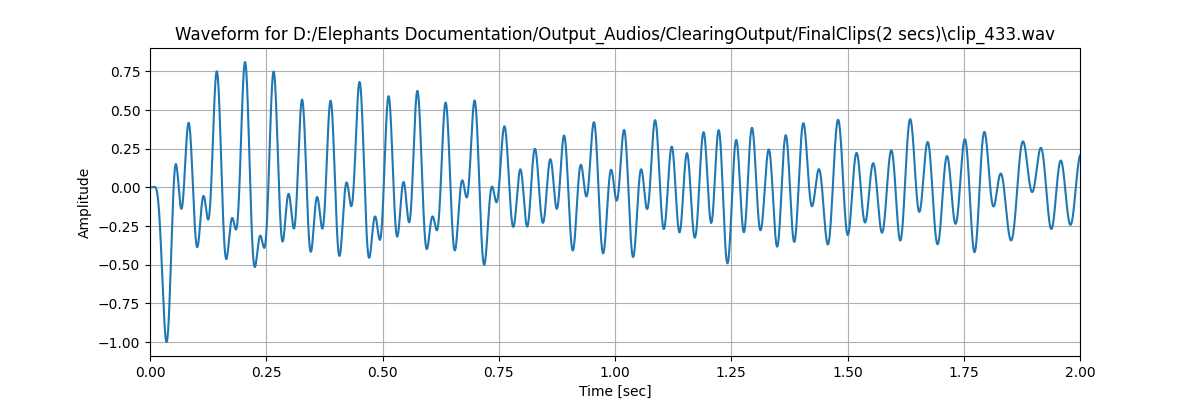 Waveform for D:/Elephants Documentation/Output_Audios/ClearingOutput/FinalClips(2 secs)\clip_433.wav
0.75
0.50
0.25
0.00
−0.25
−0.50
−0.75
−1.00
Amplitude
0.00 0.25 0.50 0.75 1.00 1.25 1.50 1.75 2.00
Time [sec]